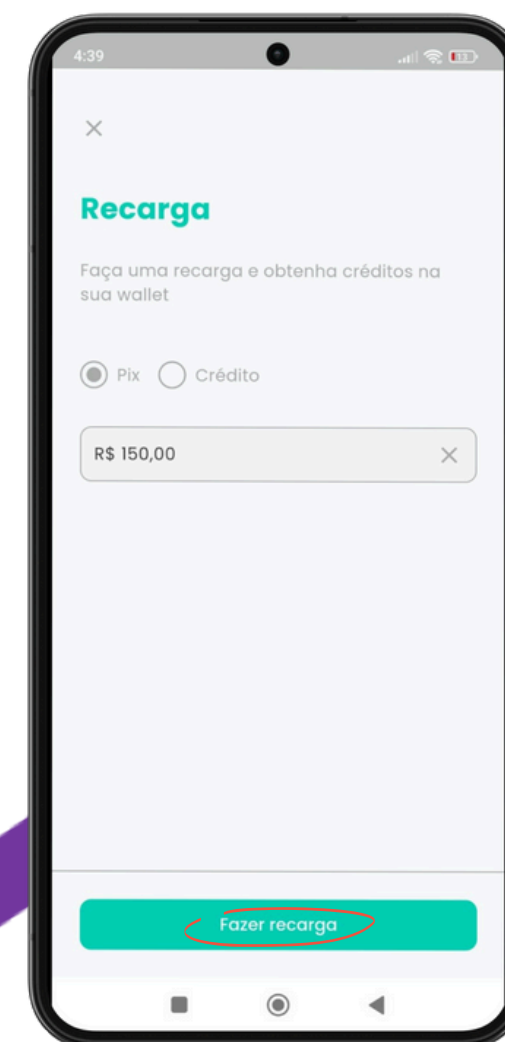 4:39
Recarga
Faça uma recarga e obtenha créditos na
sua wallet
Pix Crédito
R$ 150,00
Fazer recarga